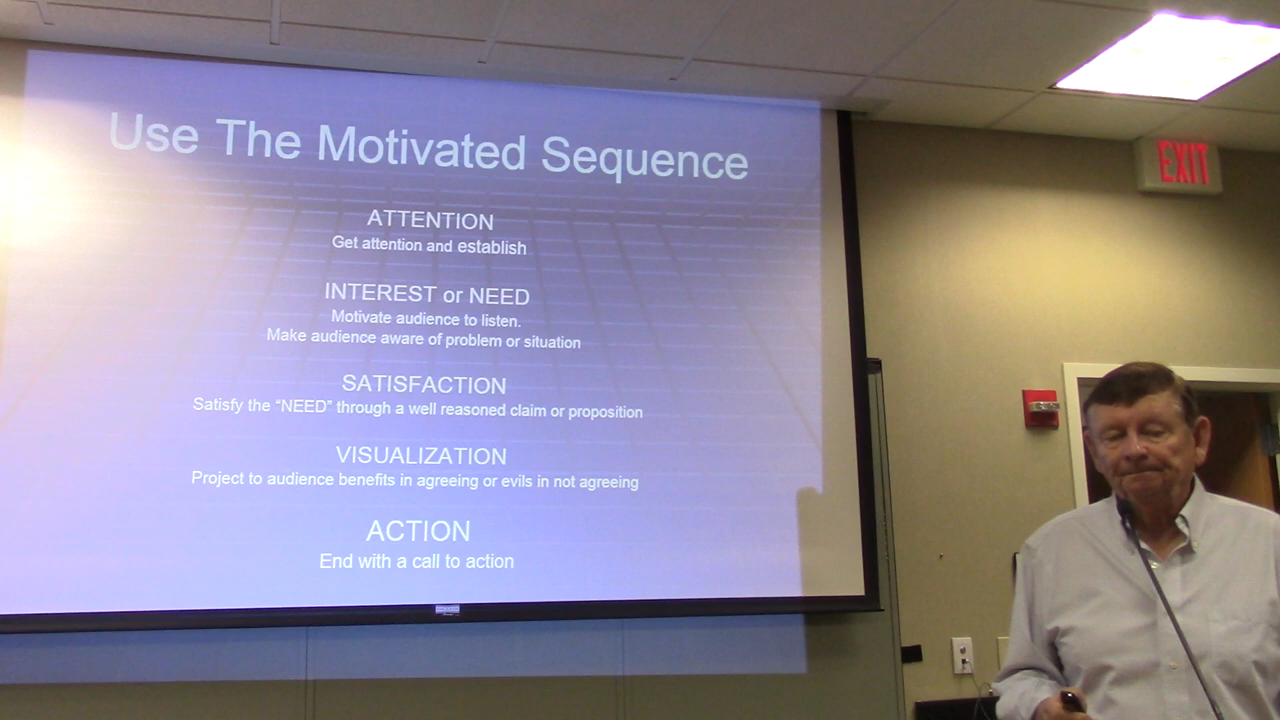 Use The Motivated Sequence
ATTENTION
Get attention and establish
INTEREST or NEED
Motivate audience to listen.
Make audience aware of problem or situation
SATISFACTION
Satisfy the “NEED” through a well reasoned claim or proposition
VISUALIZATION
Project to audience benefits in agreeing or evils in not agreeing
ACTION
End with a call to action
EXIT